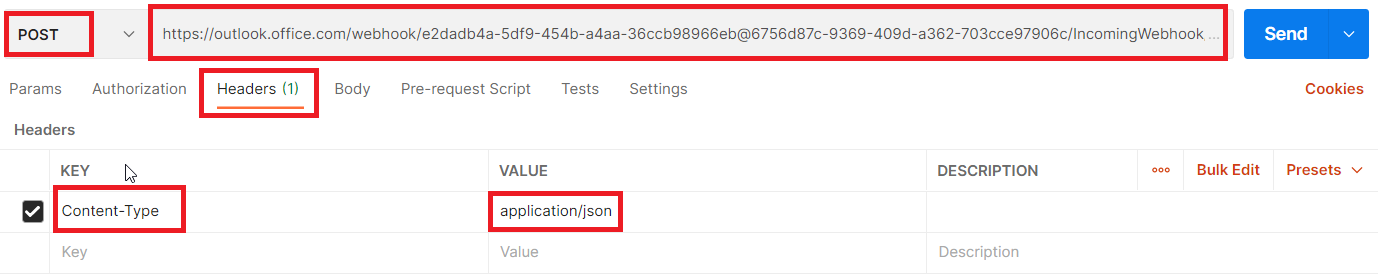 POST https://outlook.office.com/webhook/e2dadb4a-5df9-454b-a4aa-36ccb98966eb@6756d87c-9369-409d-a362-703cce97906c/IncomingWebhook... Send
Params Authorization Headers (1) Body Pre-request Script Tests Settings Cookies
Headers
KEY VALUE DESCRIPTION ooo Bulk Edit Presets
Content-Type application/json
Key Value Description